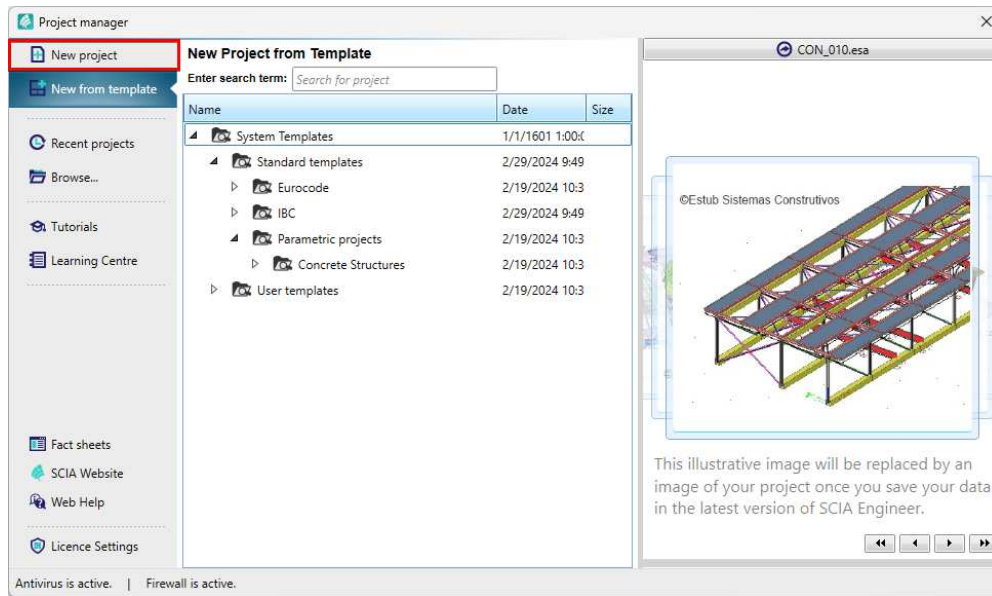 Project manager
New project
New from template
Recent projects
Browse...
Tutorials
Learning Centre
Fact sheets
SCIA Website
Web Help
Licence Settings
New Project from Template
Enter search term: Search for project
Name Date Size
System Templates 1/1/1601 1:00:(
Standard templates 2/29/2024 9:49
Eurocode 2/19/2024 10:3
IBC 2/29/2024 9:49
Parametric projects 2/19/2024 10:3
Concrete Structures 2/19/2024 10:3
User templates 2/19/2024 10:3
CON_010.esa
©Estub Sistemas Construtivos
This illustrative image will be replaced by an
image of your project once you save your data
in the latest version of SCIA Engineer.
Antivirus is active. | Firewall is active.